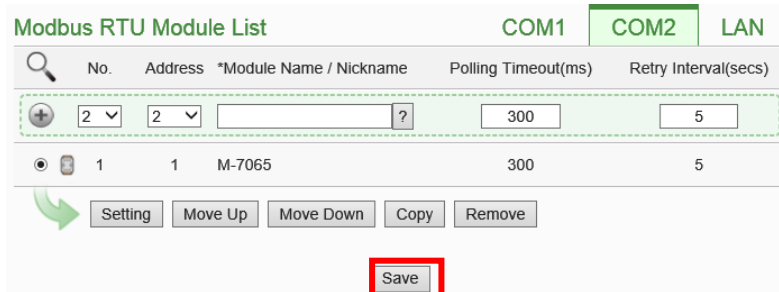 Modbus RTU Module List COM1 COM2 LAN
No. Address *Module Name / Nickname Polling Timeout(ms) Retry Interval(secs)
2 2 ? 300 5
1 1 M-7065 300 5
Setting Move Up Move Down Copy Remove
Save